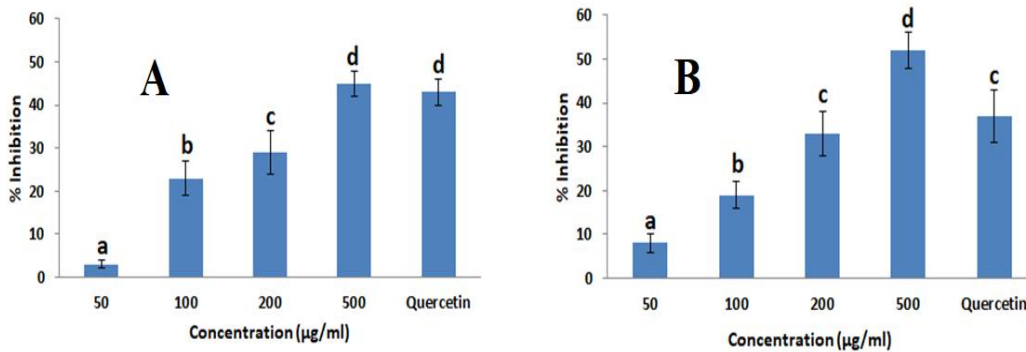 60
50
40
30
20
10
0
% Inhibition
A
a
b
c
d
d
50 100 200 500 Quercetin
Concentration (µg/ml)
60
50
40
30
20
10
0
% Inhibition
B
a
b
c
d
c
50 100 200 500 Quercetin
Concentration (µg/ml)